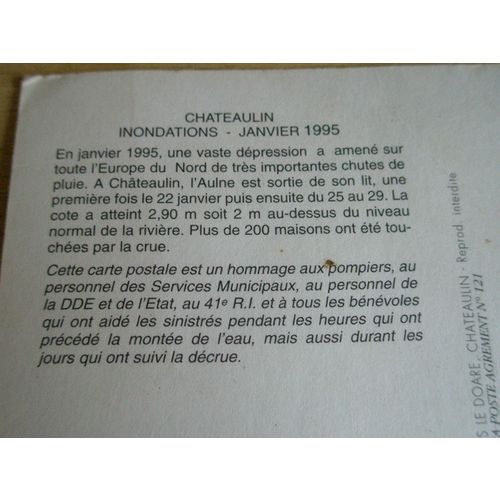 CHATEAULIN
INONDATIONS - JANVIER 1995
En janvier 1995, une vaste dépression a amené sur
toute l'Europe du Nord de très importantes chutes de
pluie. A Châteaulin, l'Aulne est sortie de son lit, une
première fois le 22 janvier puis ensuite du 25 au 29. La
cote a atteint 2,90 m soit 2 m au-dessus du niveau
normal de la rivière. Plus de 200 maisons ont été tou-
chées par la crue.
Cette carte postale est un hommage aux pompiers, au
personnel des Services Municipaux, au personnel de
la DDE et de l'Etat, au 41e R.I. et à tous les bénévoles
qui ont aidé les sinistrés pendant les heures qui ont
précédé la montée de l'eau, mais aussi durant les
jours qui ont suivi la décrue.
S LE DOARE, CHATEAULIN - Reprod. interdite
A POSTE AGREMENT N° 121